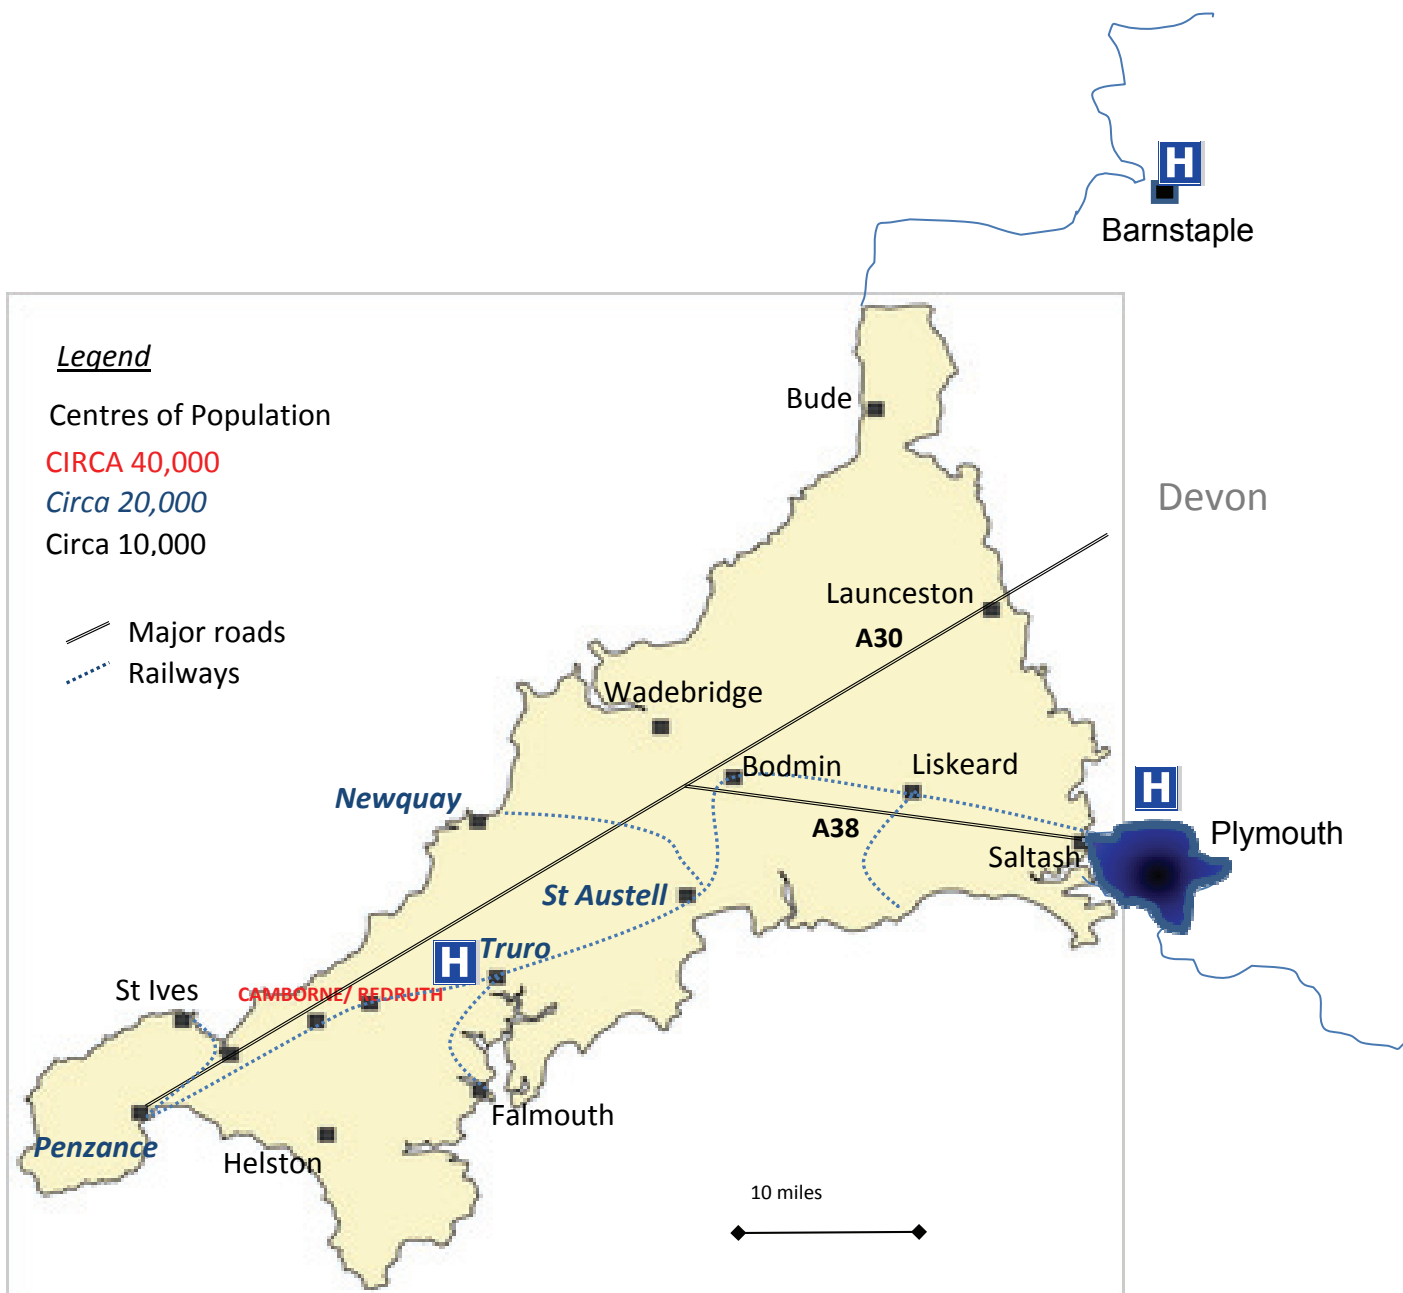 H
Barnstaple
Legend
Centres of Population
CIRCA 40,000
Circa 20,000
Circa 10,000
Major roads
Railways
Bude
Devon
Launceston
A30
Wadebridge
Bodmin
Liskeard
H
Newquay
A38
Plymouth
Saltash
St Austell
Truro
H
St Ives
CAMBORNE/ REDRUTH
Falmouth
Penzance
Helston
10 miles